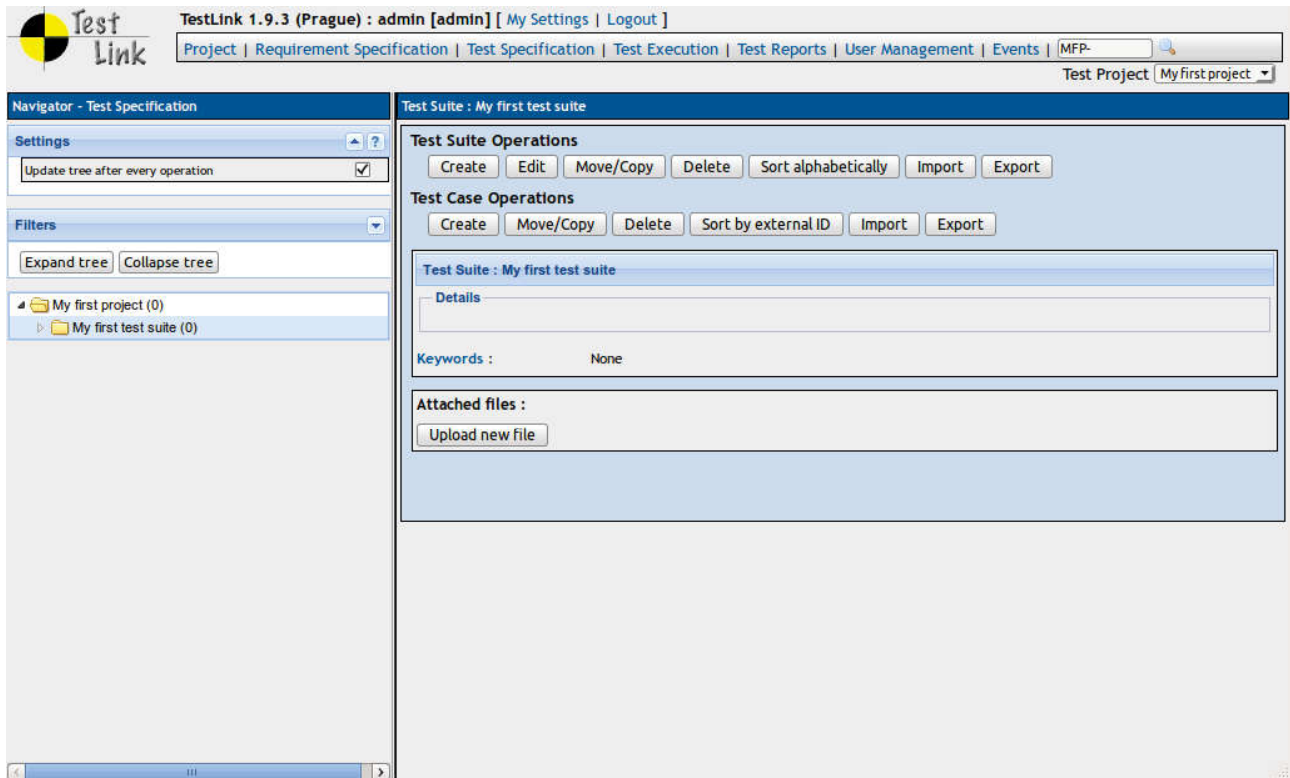 Test Link
TestLink 1.9.3 (Prague) : admin [admin] [ My Settings | Logout ]
Project | Requirement Specification | Test Specification | Test Execution | Test Reports | User Management | Events | MFP-
Test Project My first project
Navigator - Test Specification
Settings ?
Update tree after every operation
Filters
Expand tree Collapse tree
My first project (0)
My first test suite (0)
Test Suite : My first test suite
Test Suite Operations
Create Edit Move/Copy Delete Sort alphabetically Import Export
Test Case Operations
Create Move/Copy Delete Sort by external ID Import Export
Test Suite : My first test suite
Details
Keywords : None
Attached files :
Upload new file